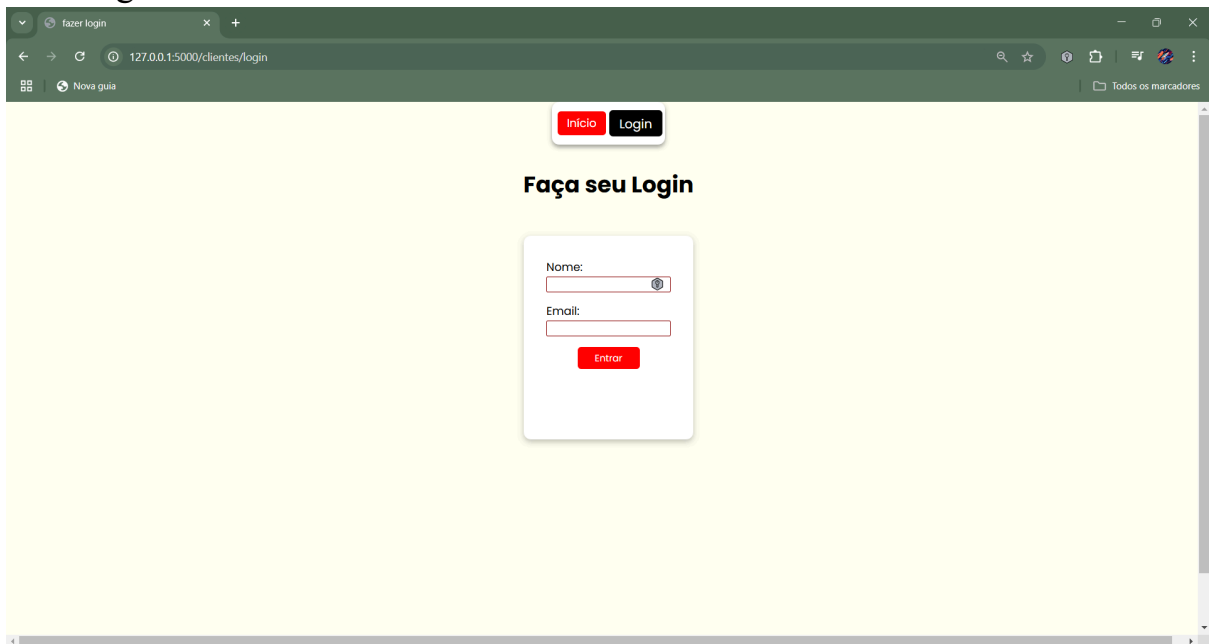 fazer login
127.0.0.1:5000/clientes/login
Nova guia
Todos os marcadores
Início Login
Faça seu Login
Nome:
Email:
Entrar